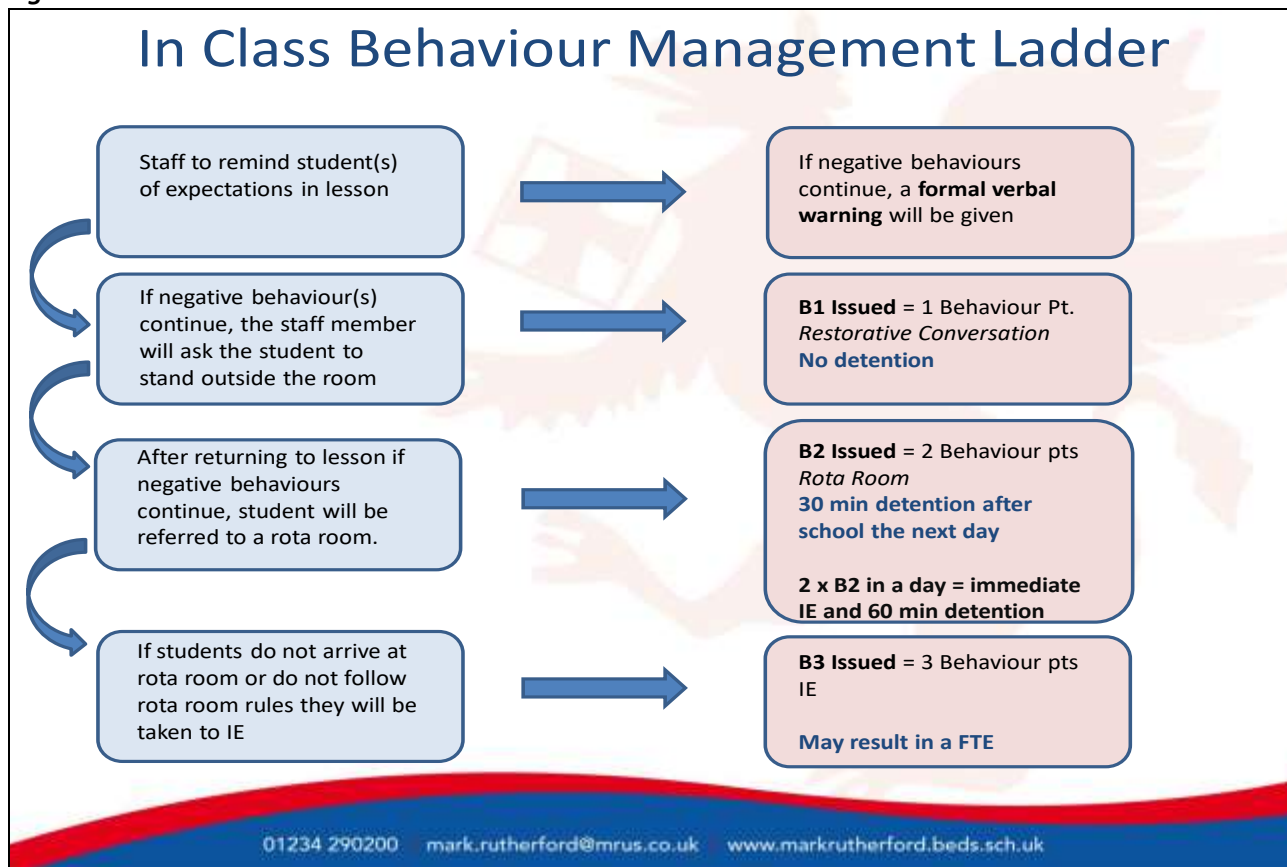 In Class Behaviour Management Ladder
Staff to remind student(s)
of expectations in lesson
If negative behaviours
continue, a formal verbal
warning will be given
If negative behaviour(s)
continue, the staff member
will ask the student to
stand outside the room
B1 Issued = 1 Behaviour Pt.
Restorative Conversation
No detention
After returning to lesson if
negative behaviours
continue, student will be
referred to a rota room.
B2 Issued = 2 Behaviour pts
Rota Room
30 min detention after
school the next day
2 x B2 in a day = immediate
IE and 60 min detention
If students do not arrive at
rota room or do not follow
rota room rules they will be
taken to IE
B3 Issued = 3 Behaviour pts
IE
May result in a FTE
01234 290200 mark.rutherford@mrus.co.uk www.markrutherford.beds.sch.uk